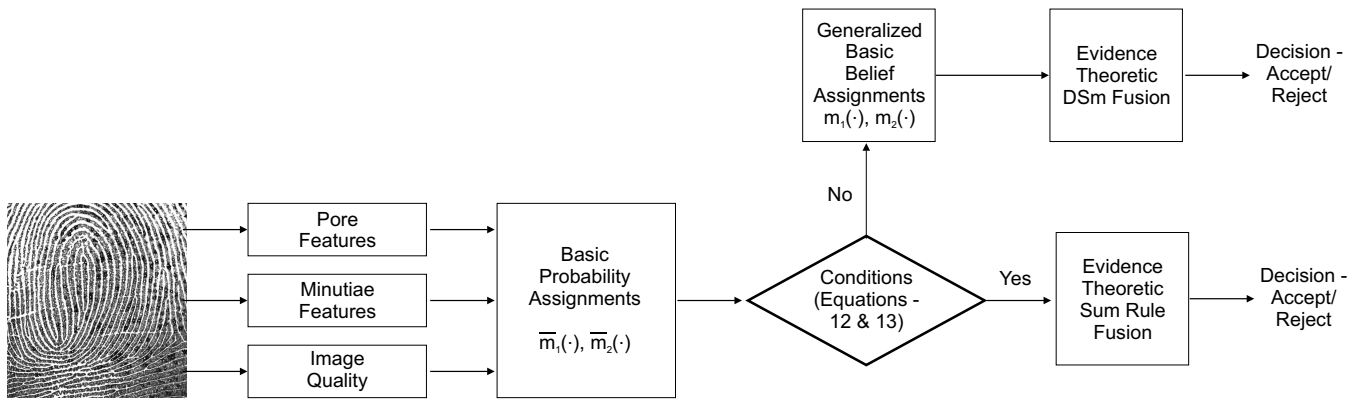 Pore
Features
Minutiae
Features
Image
Quality
Basic
Probability
Assignments
m̅₁(·), m̅₂(·)
Conditions
(Equations -
12 & 13)
No
Generalized
Basic
Belief
Assignments
m₁(·), m₂(·)
Evidence
Theoretic
DSm Fusion
Decision -
Accept/
Reject
Yes
Evidence
Theoretic
Sum Rule
Fusion
Decision -
Accept/
Reject